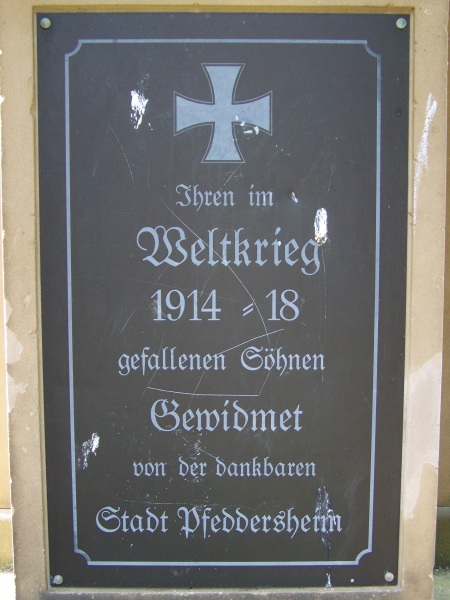 Ihren im
Weltkrieg
1914 - 18
gefallenen Söhnen
Gewidmet
von der dankbaren
Stadt Pfeddersheim